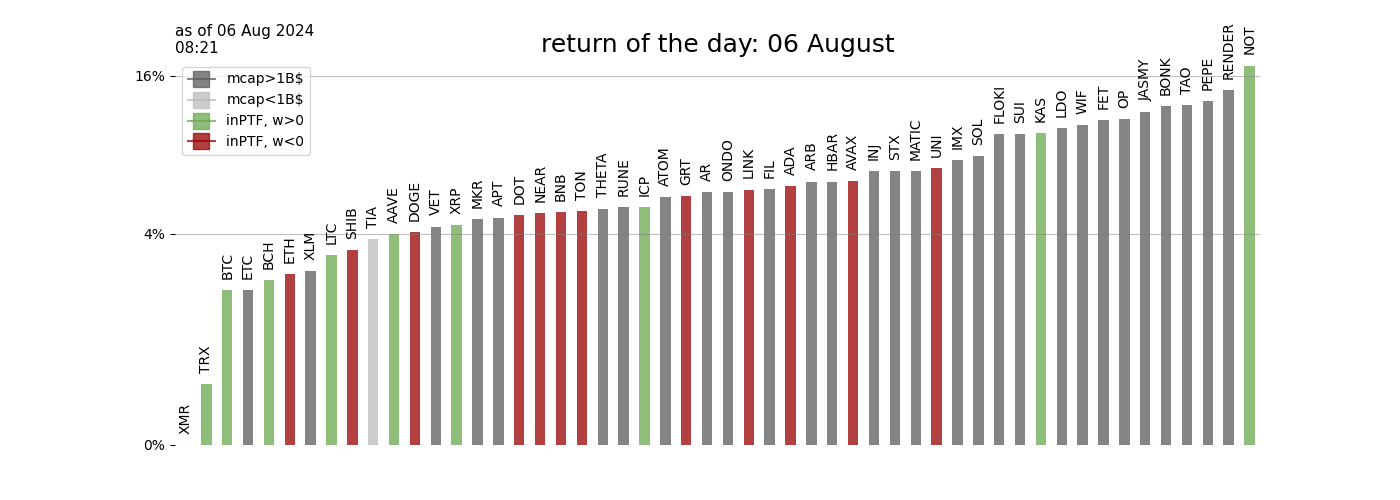 as of 06 Aug 2024
08:21
return of the day: 06 August
mcap>1B$
mcap<1B$
inPTF, w>0
inPTF, w<0
16%
4%
0%
XMR
TRX
BTC
ETC
BCH
ETH
XLM
LTC
SHIB
TIA
AAVE
DOGE
VET
XRP
MKR
APT
DOT
NEAR
BNB
TON
THETA
RUNE
ICP
ATOM
GRT
AR
ONDO
LINK
FIL
ADA
ARB
HBAR
AVAX
INJ
STX
MATIC
UNI
IMX
SOL
FLOKI
SUI
KAS
LDO
WIF
FET
OP
JASMY
BONK
TAO
PEPE
RENDER
NOT